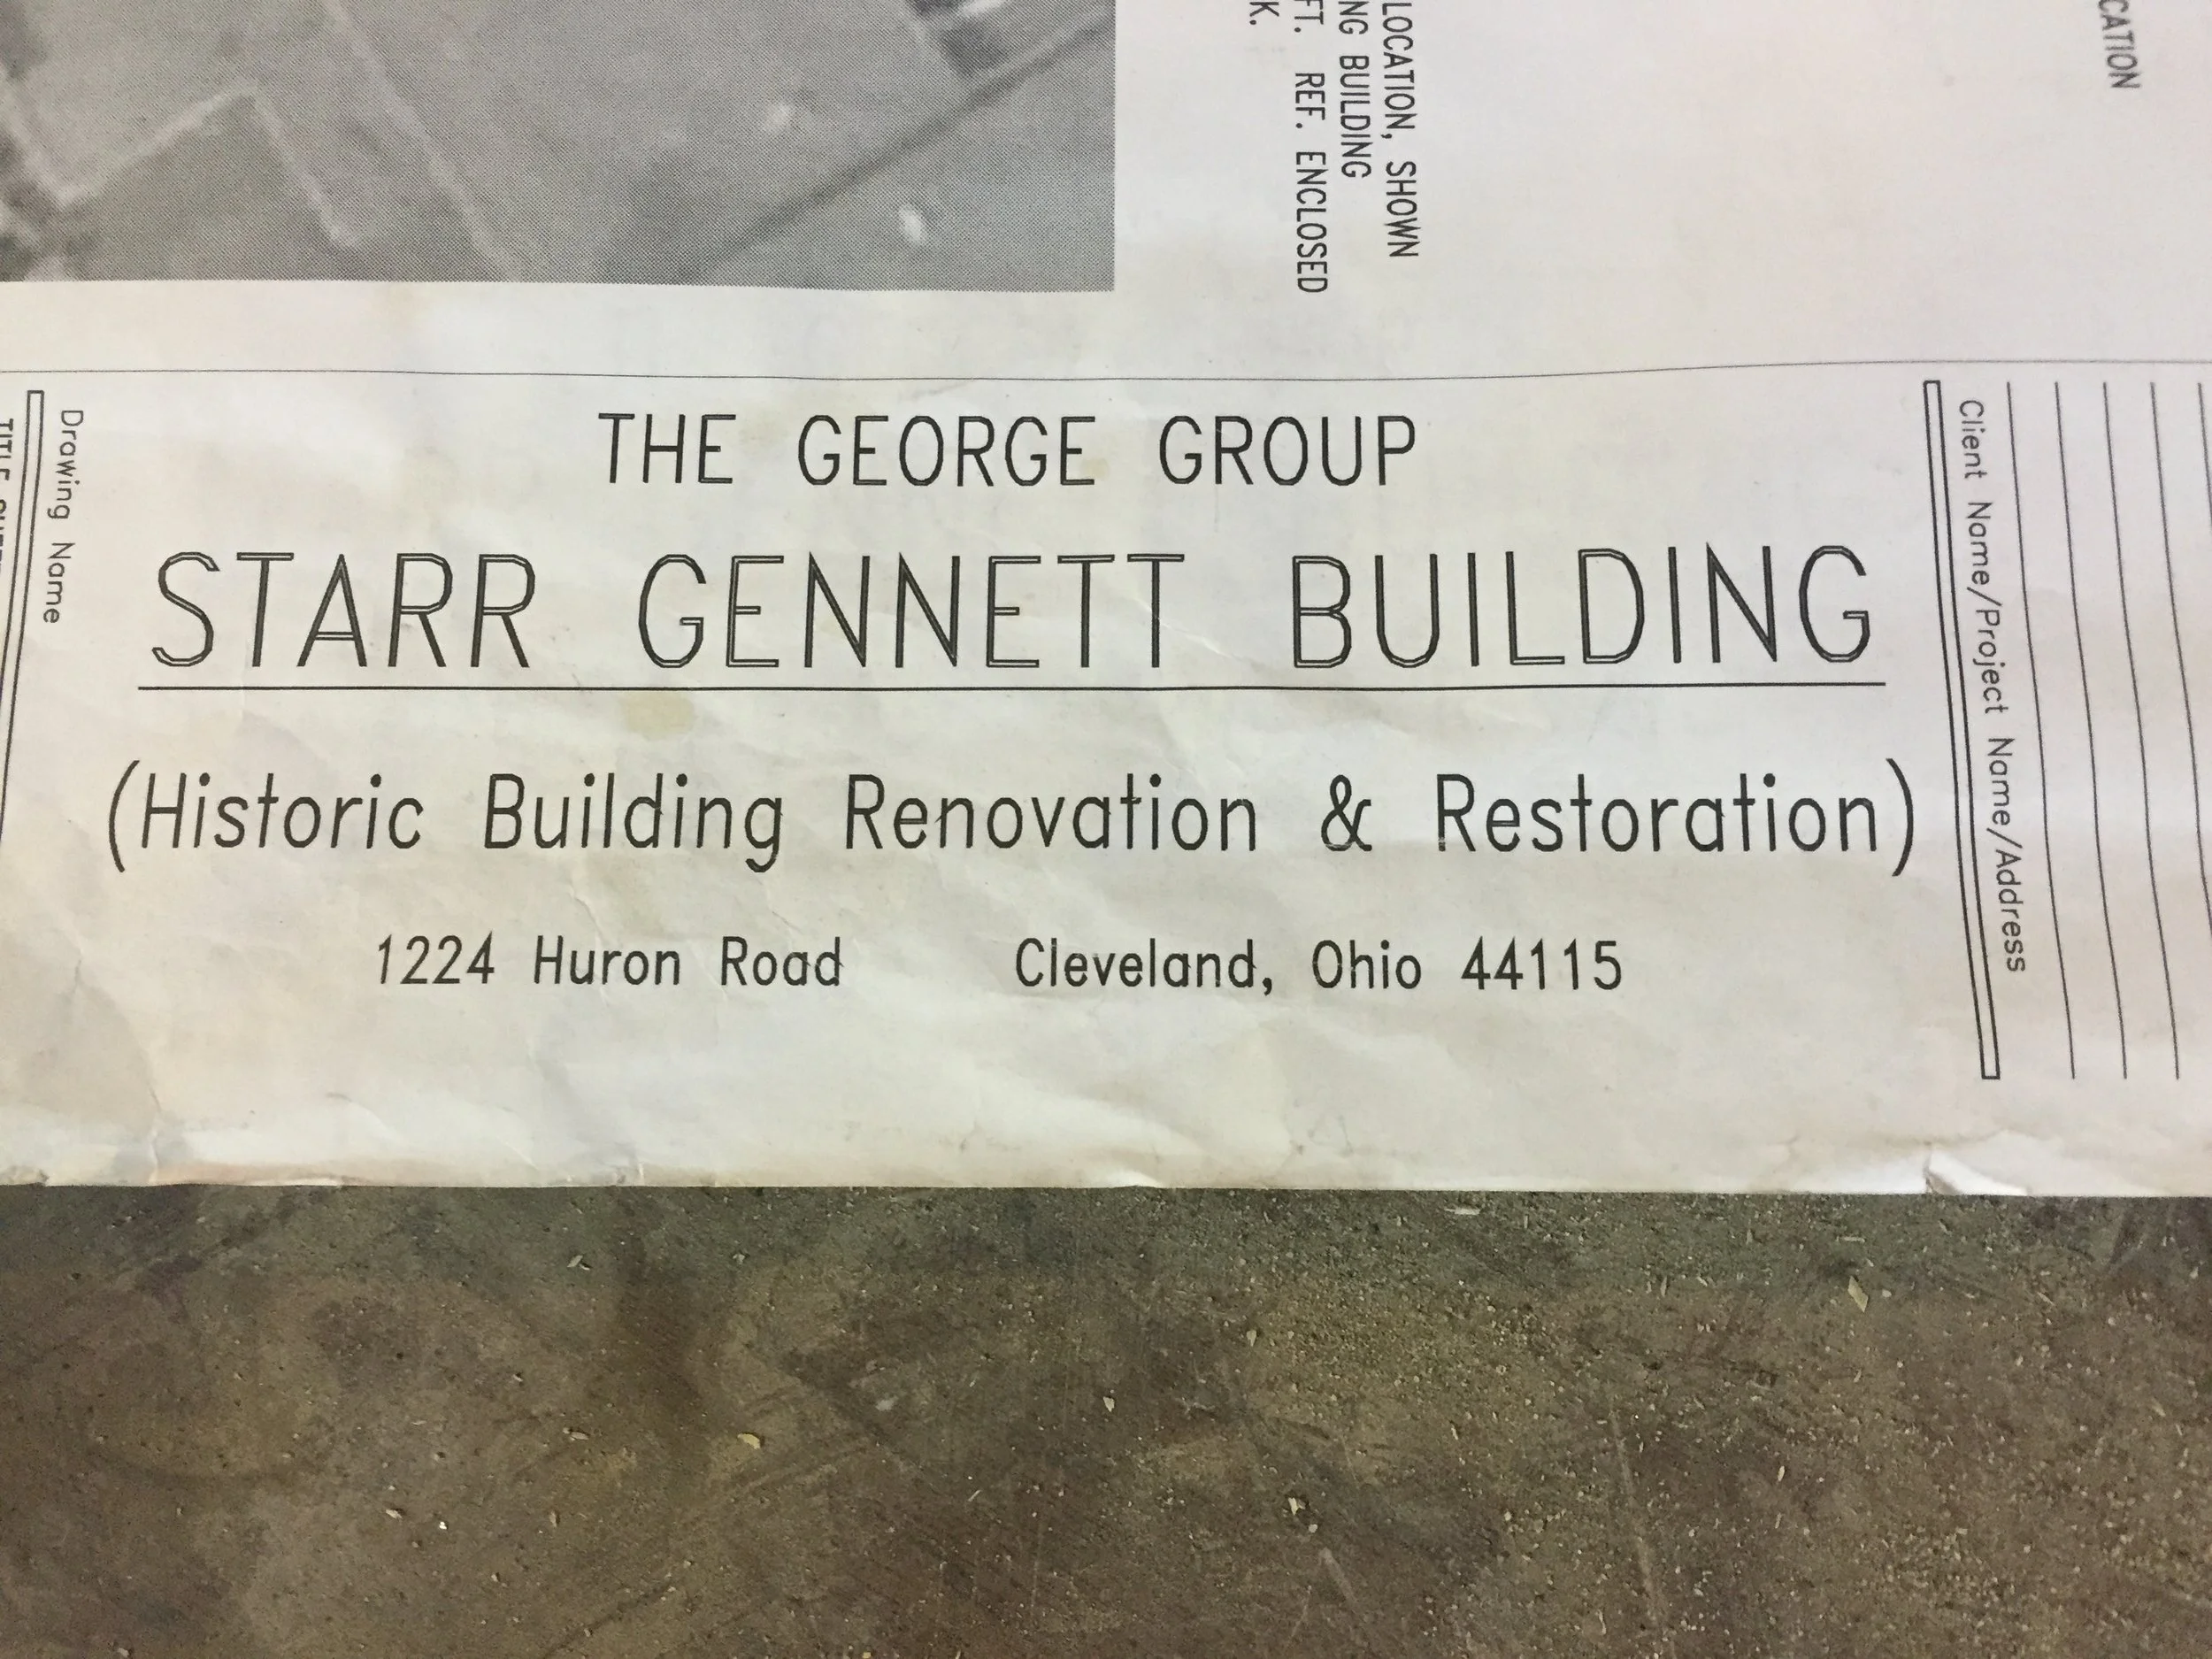 LOCATION, SHOWN
NG BUILDING
FT. REF. ENCLOSED
K.
CATION
THE GEORGE GROUP
STARR GENNETT BUILDING
(Historic Building Renovation & Restoration)
1224 Huron Road Cleveland, Ohio 44115
Drawing Name
Client Name/Project Name/Address